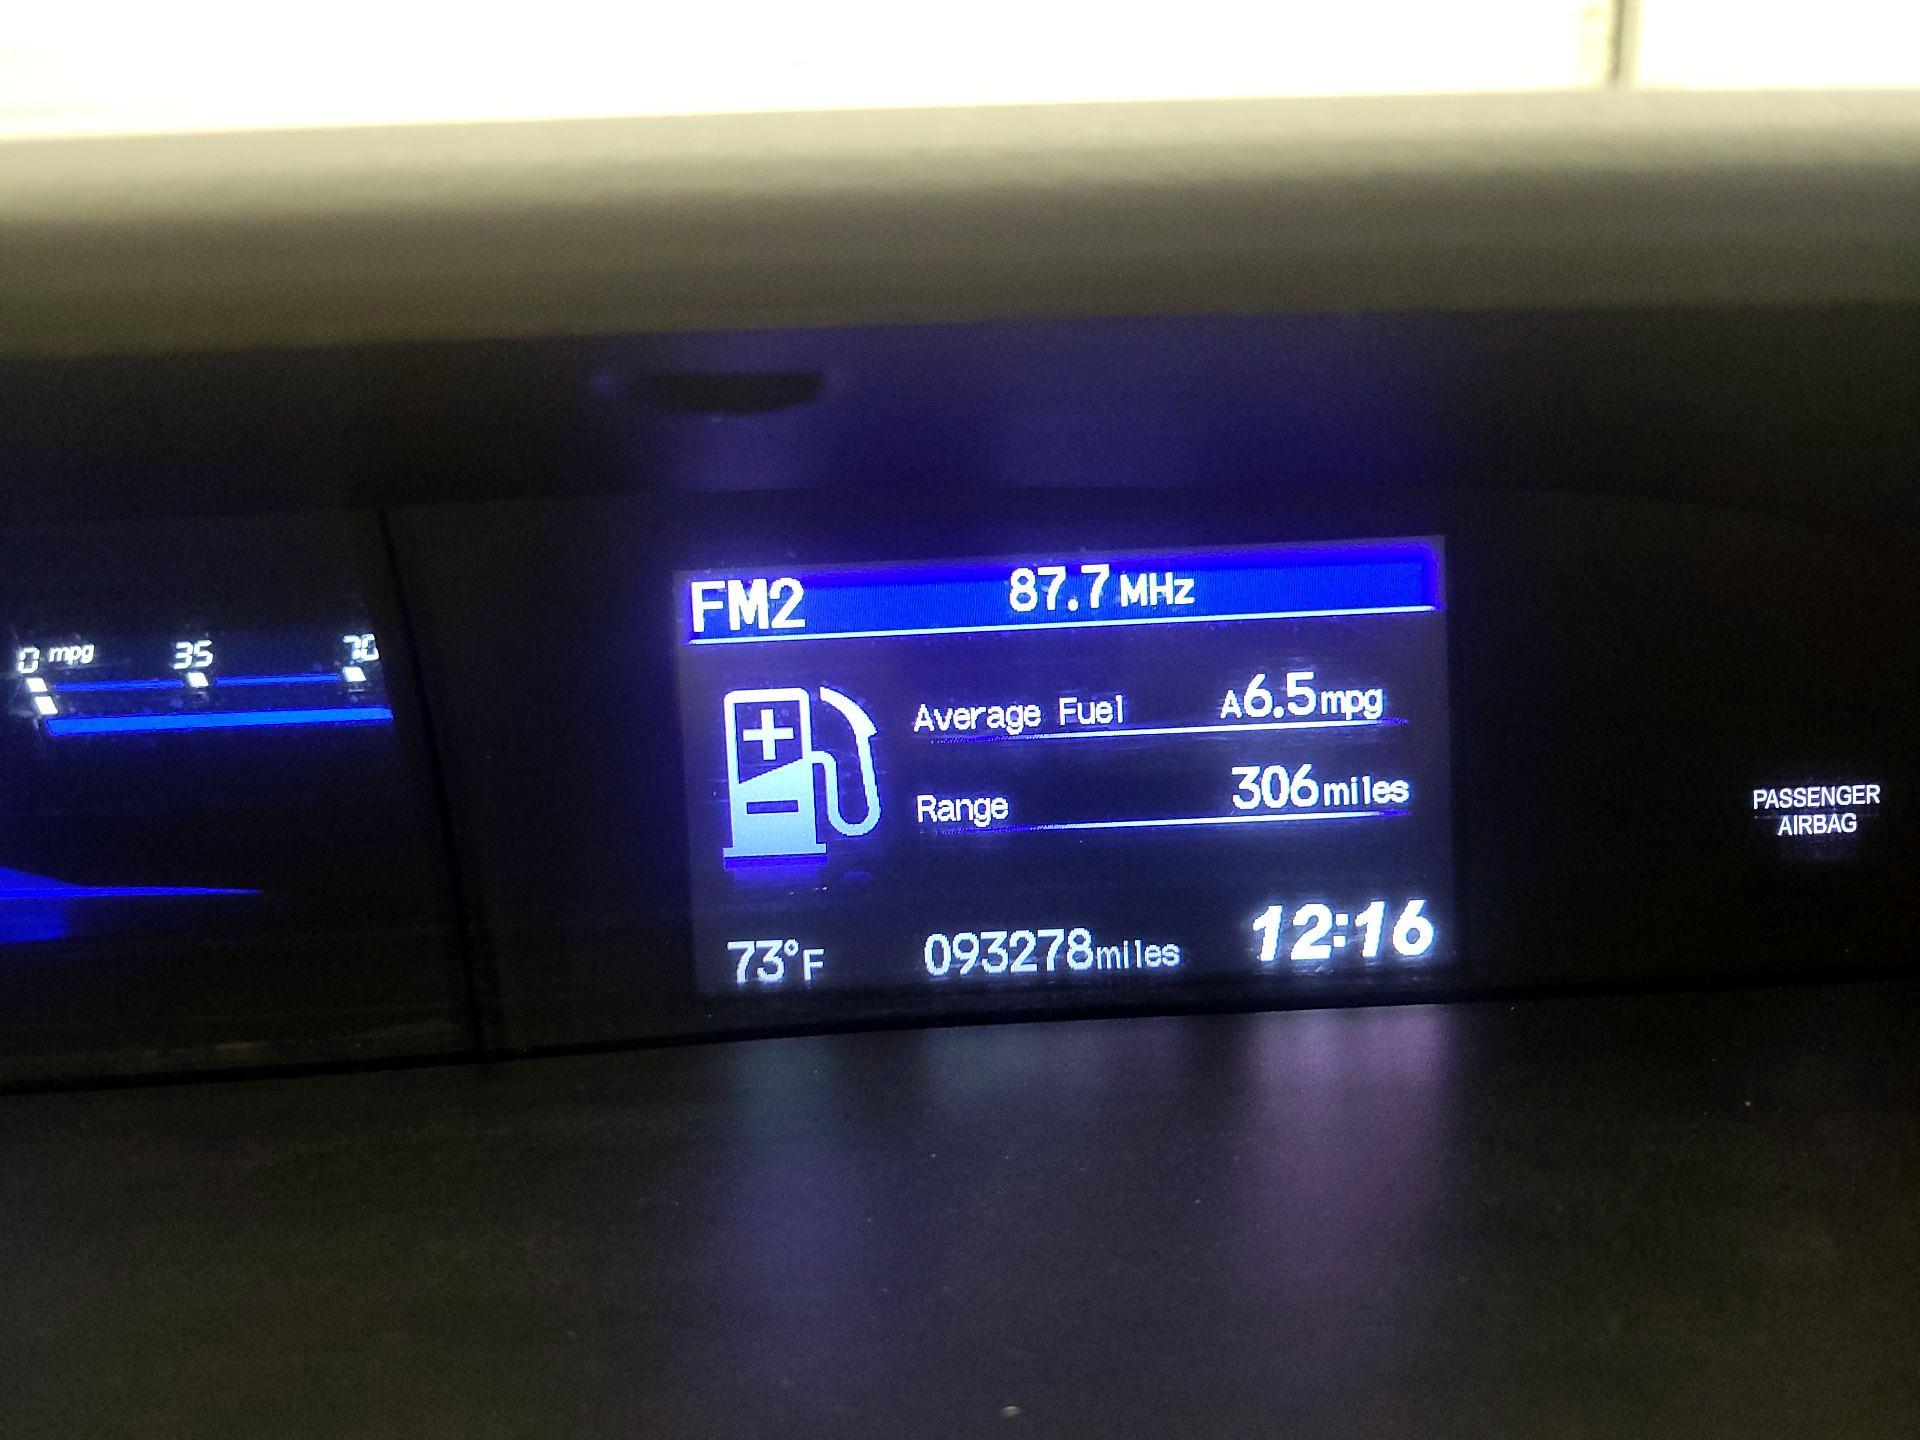 0 mpg 35 70
FM2 87.7 MHz
Average Fuel A6.5mpg
Range 306miles
73°F 093278miles 12:16
PASSENGER
AIRBAG